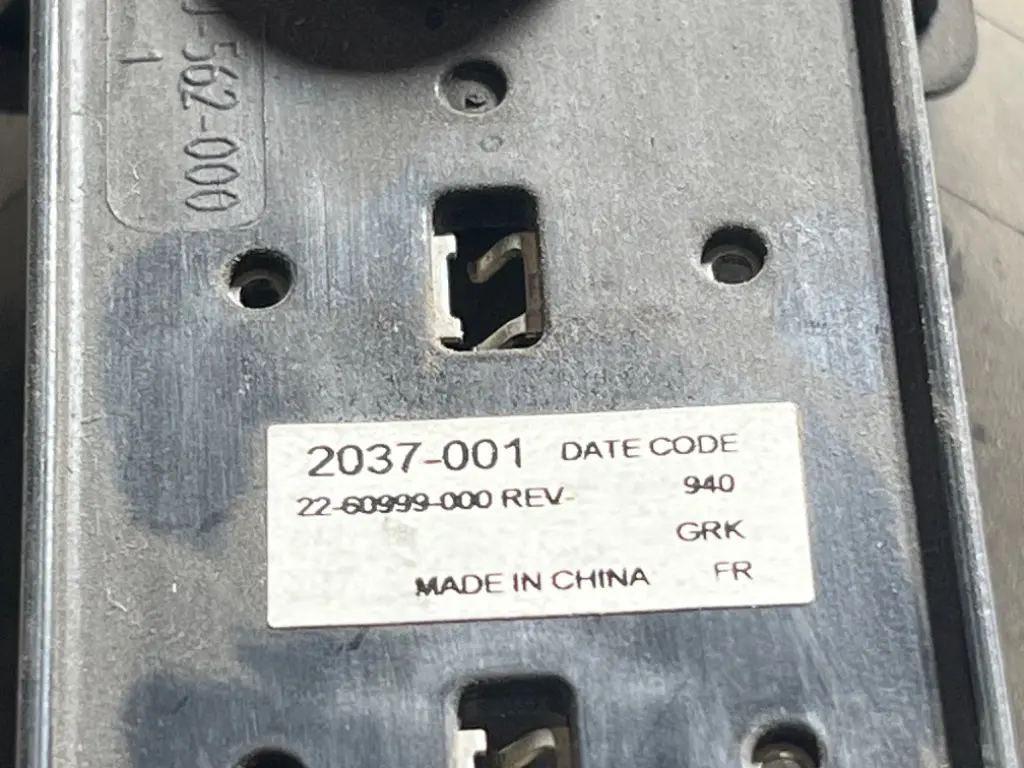 -562-000
1
2037-001 DATE CODE
22-60999-000 REV- 940
GRK
MADE IN CHINA FR